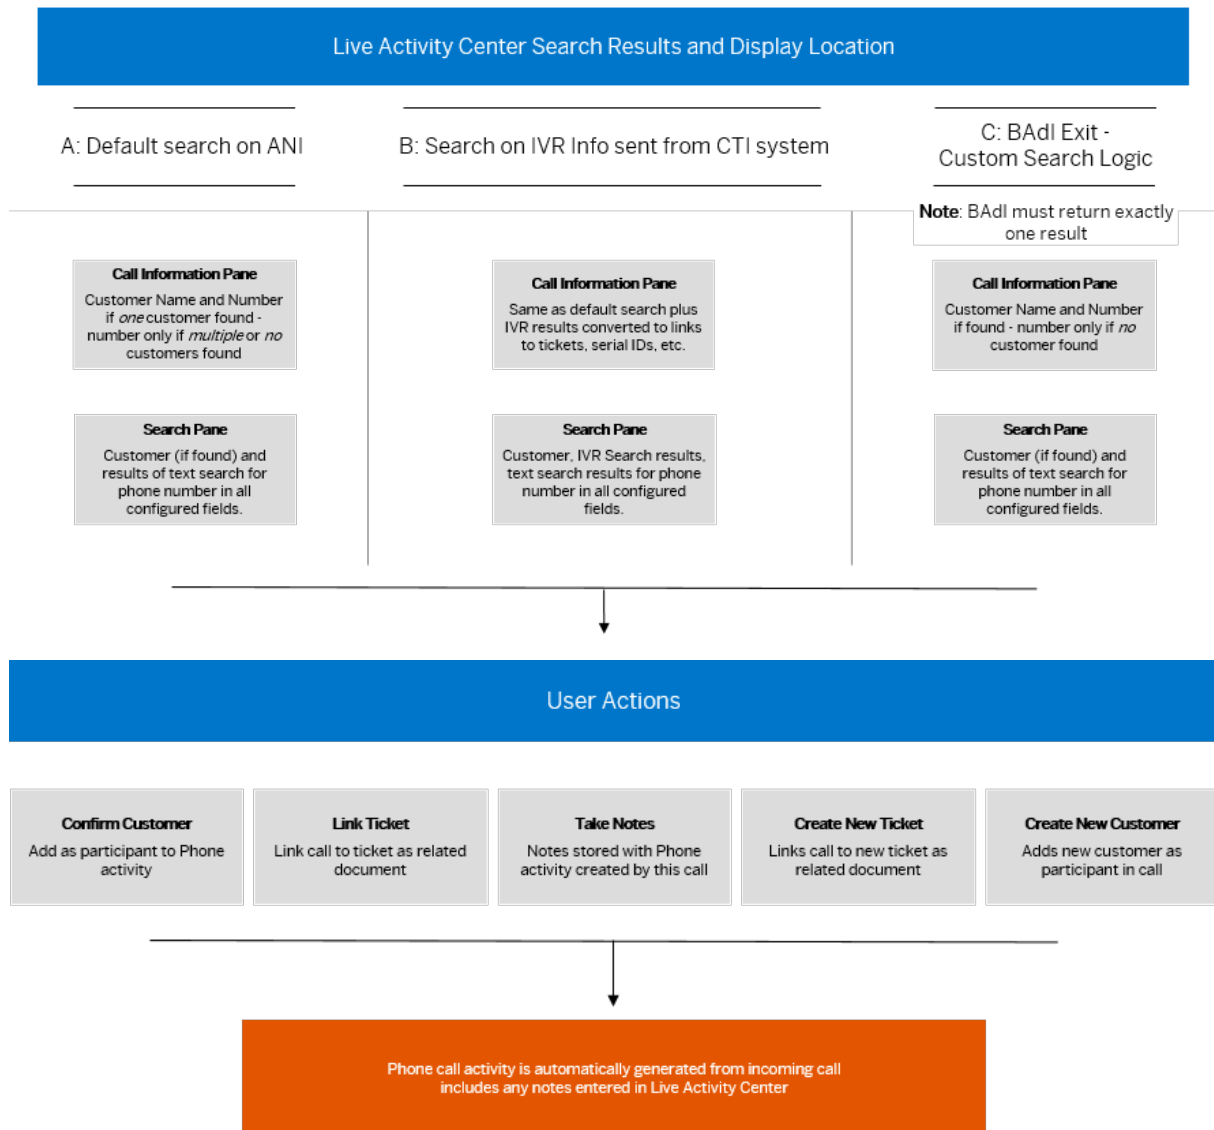 Live Activity Center Search Results and Display Location
A: Default search on ANI
B: Search on IVR Info sent from CTI system
C: BAdI Exit -
Custom Search Logic
Note: BAdI must return exactly
one result
Call Information Pane
Customer Name and Number
if one customer found -
number only if multiple or no
customers found
Call Information Pane
Same as default search plus
IVR results converted to links
to tickets, serial IDs, etc.
Call Information Pane
Customer Name and Number
if found - number only if no
customer found
Search Pane
Customer (if found) and
results of text search for
phone number in all
configured fields.
Search Pane
Customer, IVR Search results,
text search results for phone
number in all configured
fields.
Search Pane
Customer (if found) and
results of text search for
phone number in all
configured fields.
User Actions
Confirm Customer
Add as participant to Phone
activity
Link Ticket
Link call to ticket as related
document
Take Notes
Notes stored with Phone
activity created by this call
Create New Ticket
Links call to new ticket as
related document
Create New Customer
Adds new customer as
participant in call
Phone call activity is automatically generated from incoming call
includes any notes entered in Live Activity Center